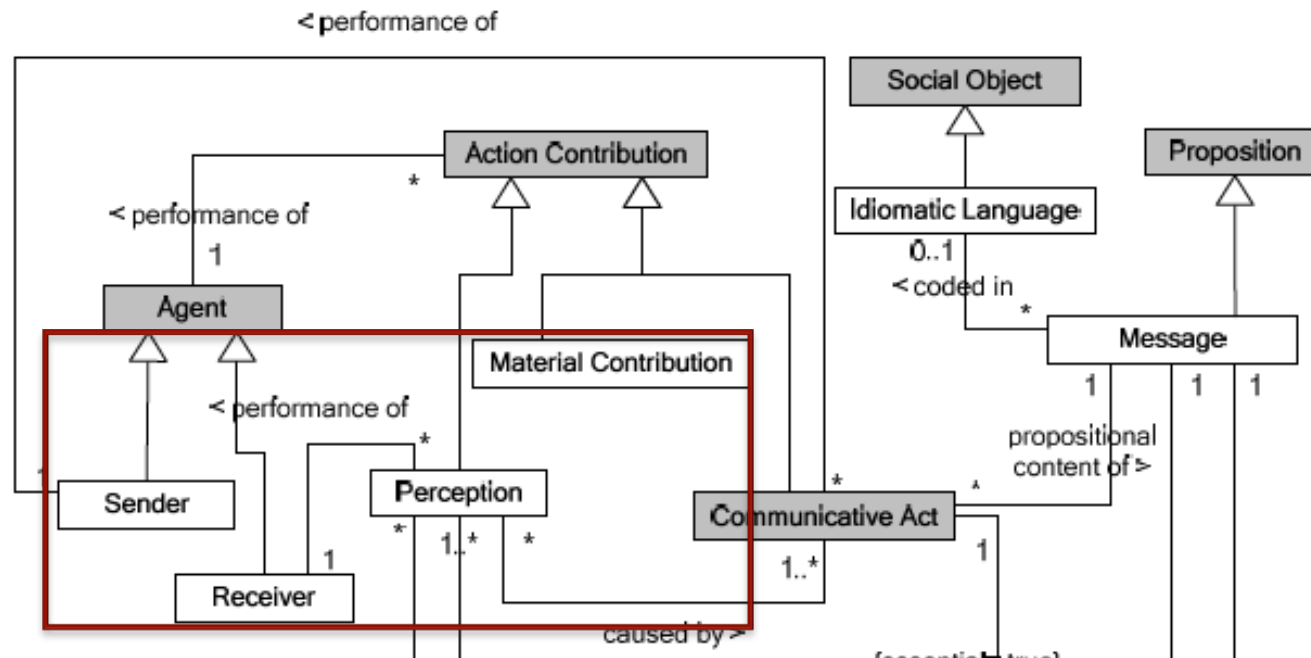 < performance of
Social Object
Action Contribution
Proposition
*
< performance of
Idiomatic Language
1
0..1
< coded in
*
Agent
Message
Material Contribution
1
1
1
< performance of
*
propositional
content of >
1
Sender
Perception
*
*
Communicative Act
*
1..*
*
1
1
1..*
Receiver
caused by >